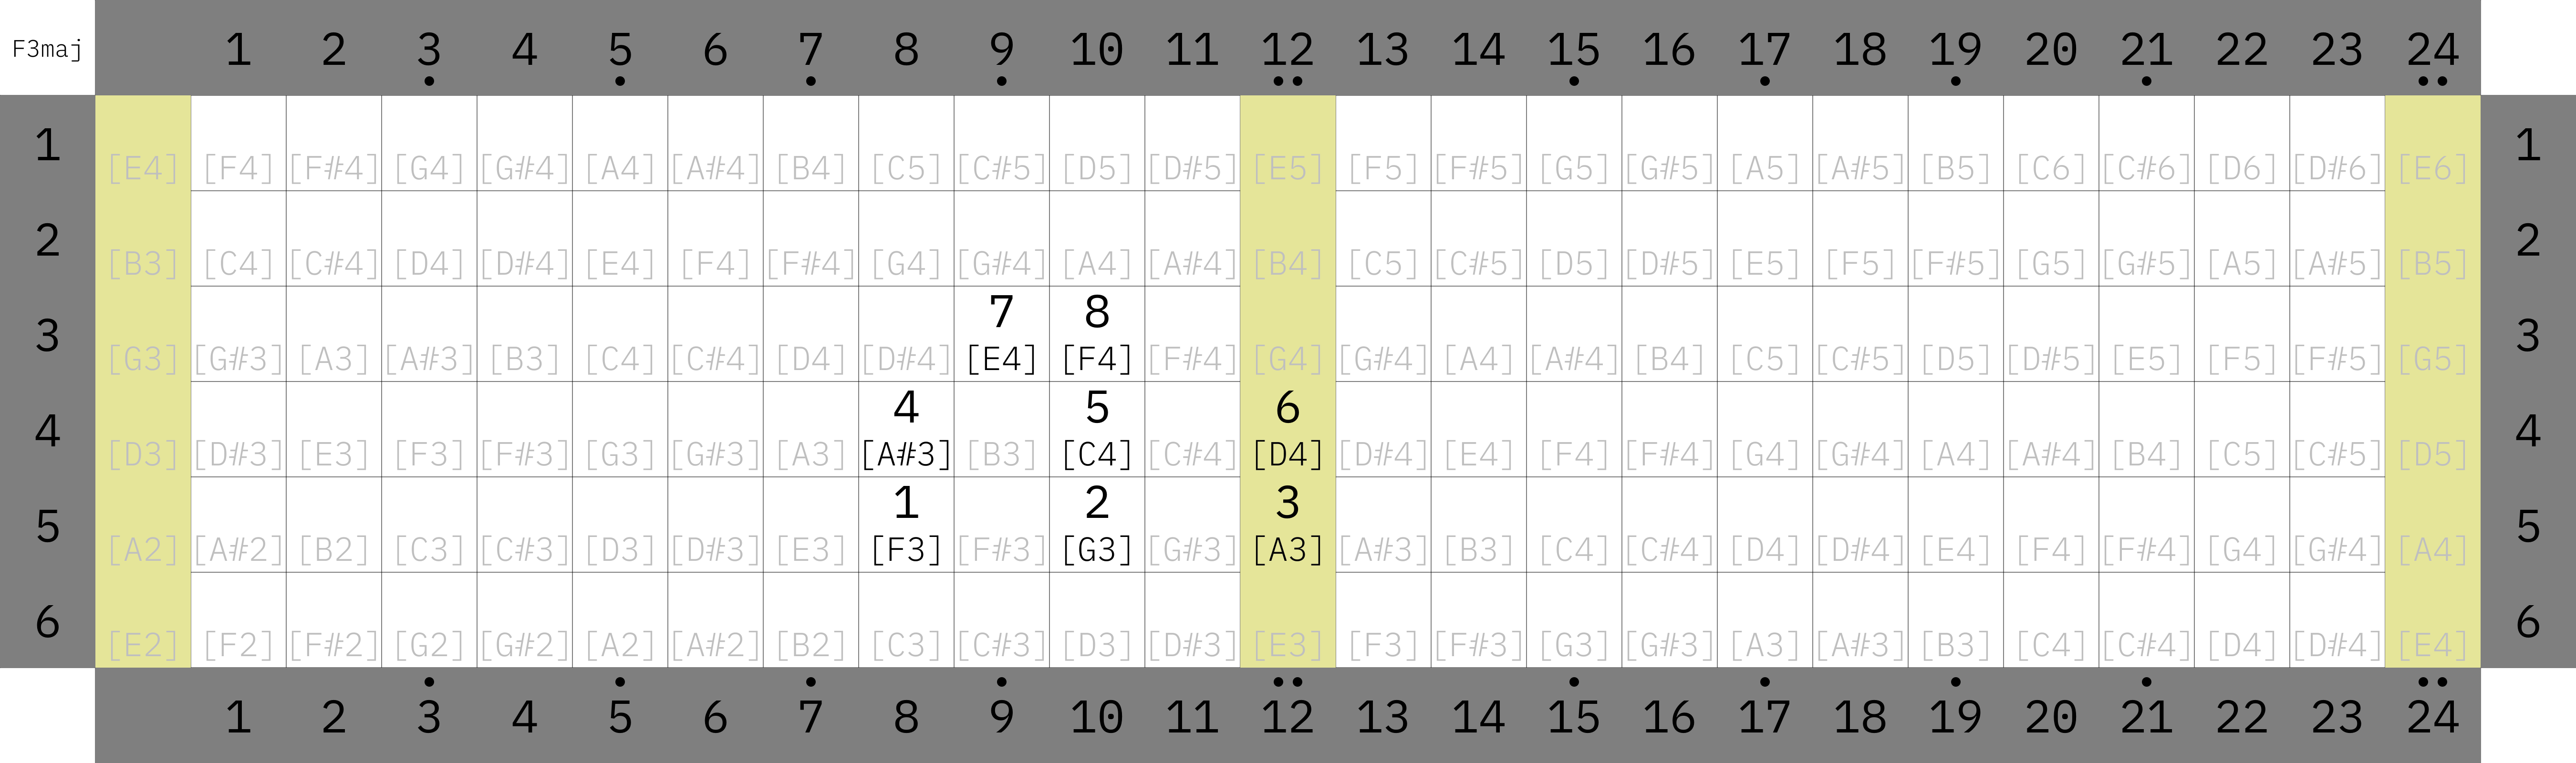 F3maj 1 2 3 4 5 6 7 8 9 10 11 12 13 14 15 16 17 18 19 20 21 22 23 24
1 [E4] [F4] [F#4] [G4] [G#4] [A4] [A#4] [B4] [C5] [C#5] [D5] [D#5] [E5] [F5] [F#5] [G5] [G#5] [A5] [A#5] [B5] [C6] [C#6] [D6] [D#6] [E6] 1
2 [B3] [C4] [C#4] [D4] [D#4] [E4] [F4] [F#4] [G4] [G#4] [A4] [A#4] [B4] [C5] [C#5] [D5] [D#5] [E5] [F5] [F#5] [G5] [G#5] [A5] [A#5] [B5] 2
7 8
3 [G3] [G#3] [A3] [A#3] [B3] [C4] [C#4] [D4] [D#4] [E4] [F4] [F#4] [G4] [G#4] [A4] [A#4] [B4] [C5] [C#5] [D5] [D#5] [E5] [F5] [F#5] [G5] 3
4 5 6
4 [D3] [D#3] [E3] [F3] [F#3] [G3] [G#3] [A3] [A#3] [B3] [C4] [C#4] [D4] [D#4] [E4] [F4] [F#4] [G4] [G#4] [A4] [A#4] [B4] [C5] [C#5] [D5] 4
1 2 3
5 [A2] [A#2] [B2] [C3] [C#3] [D3] [D#3] [E3] [F3] [F#3] [G3] [G#3] [A3] [A#3] [B3] [C4] [C#4] [D4] [D#4] [E4] [F4] [F#4] [G4] [G#4] [A4] 5
6 [E2] [F2] [F#2] [G2] [G#2] [A2] [A#2] [B2] [C3] [C#3] [D3] [D#3] [E3] [F3] [F#3] [G3] [G#3] [A3] [A#3] [B3] [C4] [C#4] [D4] [D#4] [E4] 6
1 2 3 4 5 6 7 8 9 10 11 12 13 14 15 16 17 18 19 20 21 22 23 24